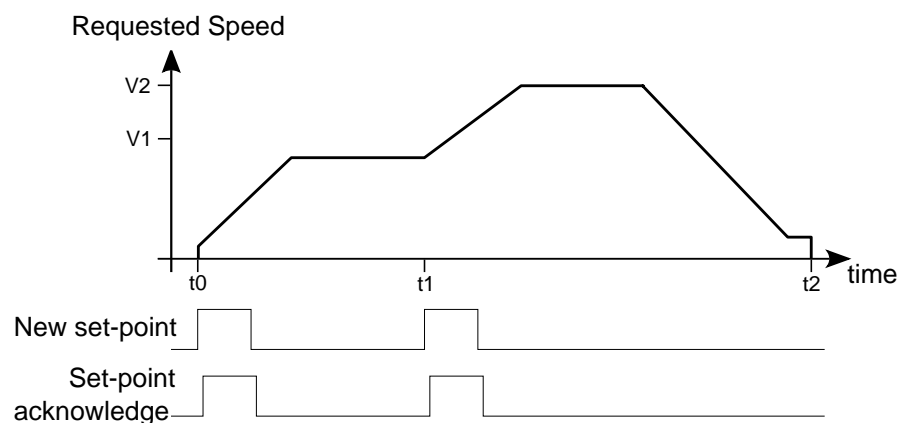 Requested Speed
V2
V1
t0
t1
t2
time
New set-point
Set-point
acknowledge